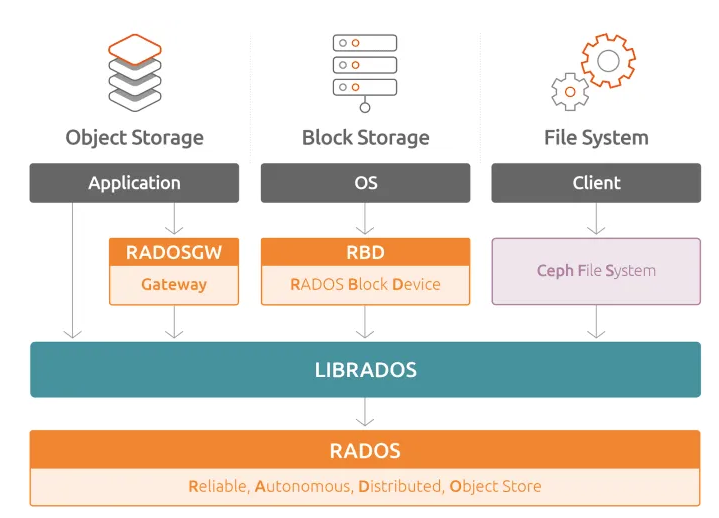 Object Storage
Block Storage
File System
Application
OS
Client
RADOSGW
Gateway
RBD
RADOS Block Device
Ceph File System
LIBRADOS
RADOS
Reliable, Autonomous, Distributed, Object Store